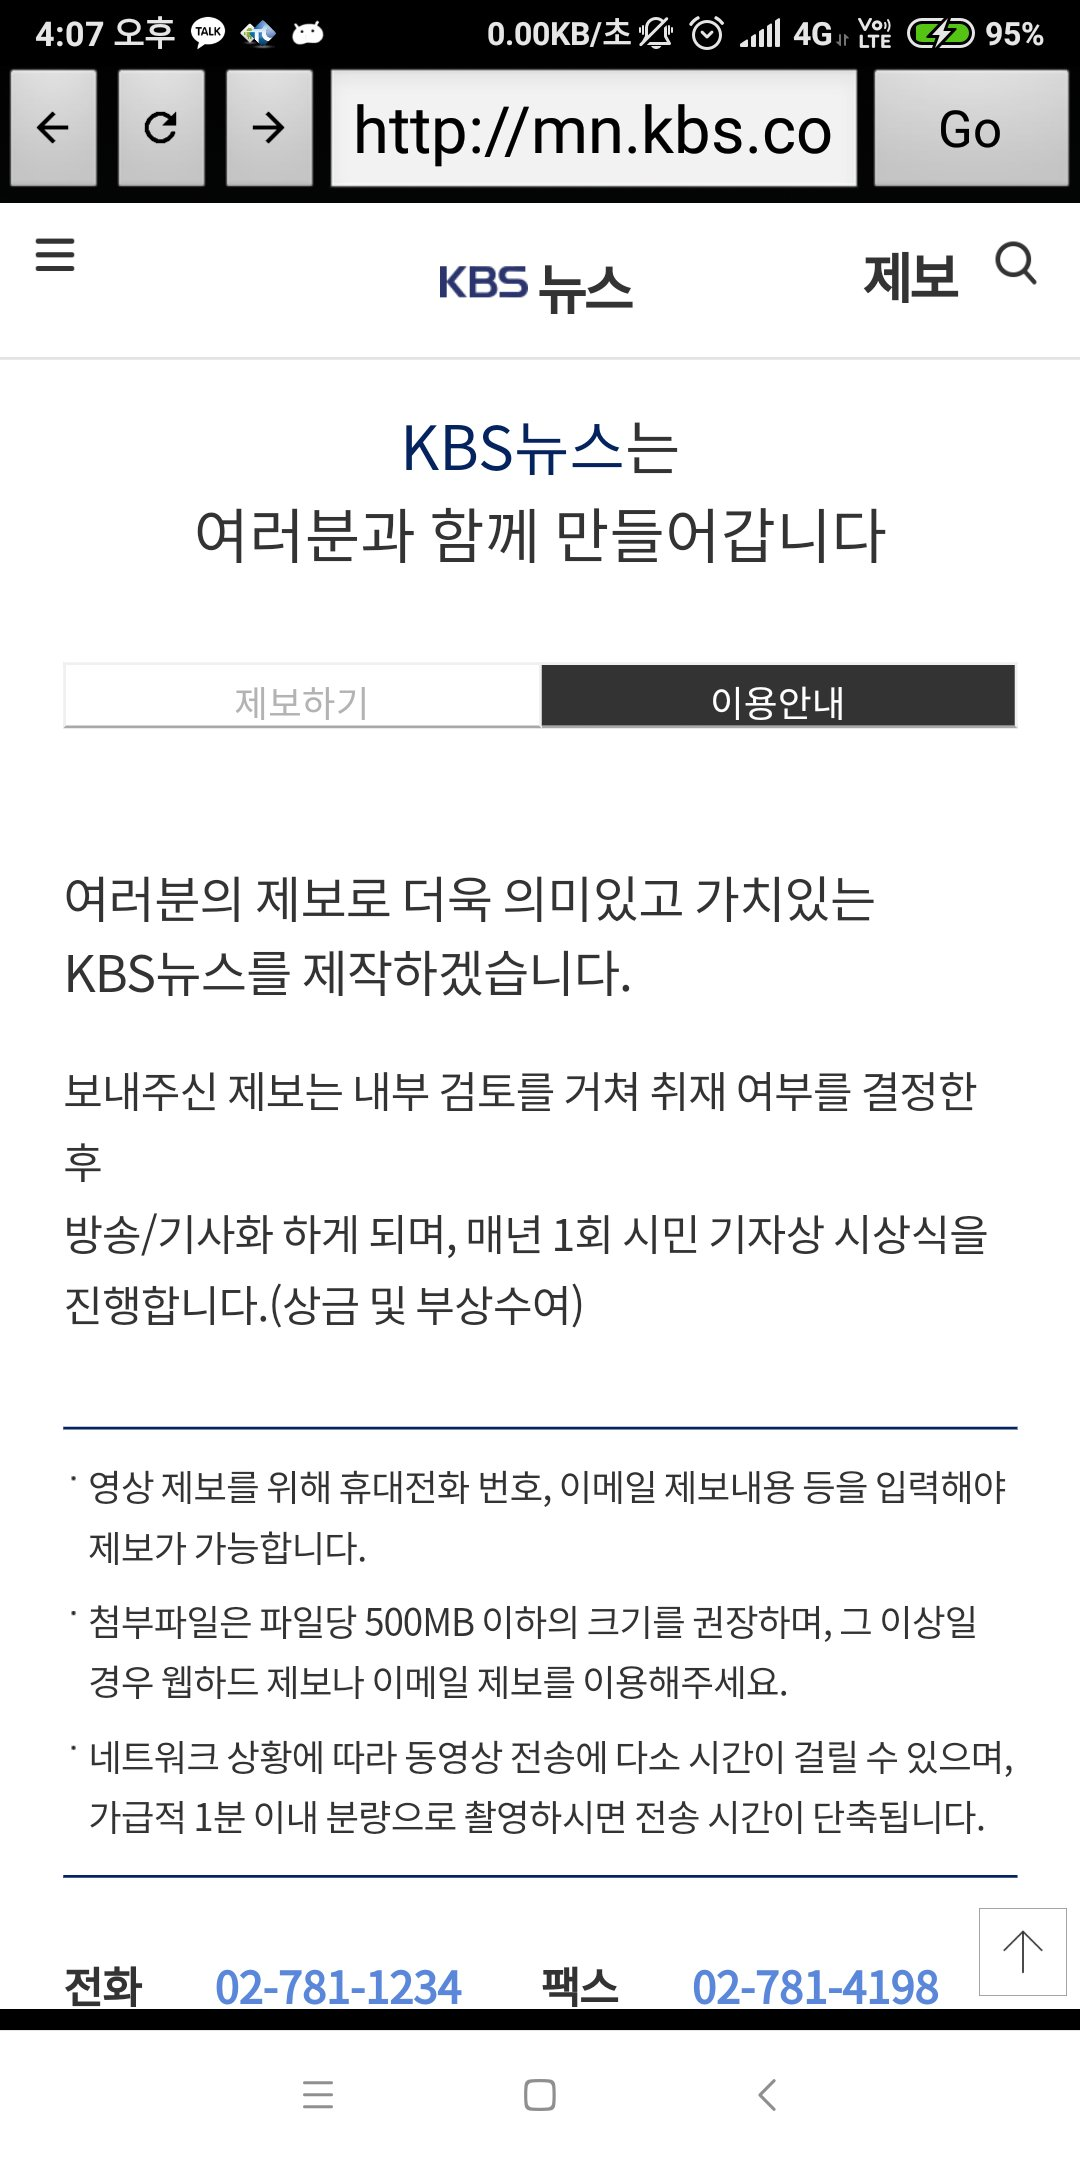 4:07 오후 TALK 0.00KB/초 4G Vo)) LTE 95%
http://mn.kbs.co Go
KBS 뉴스 제보
KBS뉴스는
여러분과 함께 만들어갑니다
제보하기 이용안내
여러분의 제보로 더욱 의미있고 가치있는
KBS뉴스를 제작하겠습니다.
보내주신 제보는 내부 검토를 거쳐 취재 여부를 결정한
후
방송/기사화 하게 되며, 매년 1회 시민 기자상 시상식을
진행합니다.(상금 및 부상수여)
· 영상 제보를 위해 휴대전화 번호, 이메일 제보내용 등을 입력해야
제보가 가능합니다.
· 첨부파일은 파일당 500MB 이하의 크기를 권장하며, 그 이상일
경우 웹하드 제보나 이메일 제보를 이용해주세요.
· 네트워크 상황에 따라 동영상 전송에 다소 시간이 걸릴 수 있으며,
가급적 1분 이내 분량으로 촬영하시면 전송 시간이 단축됩니다.
전화 02-781-1234 팩스 02-781-4198